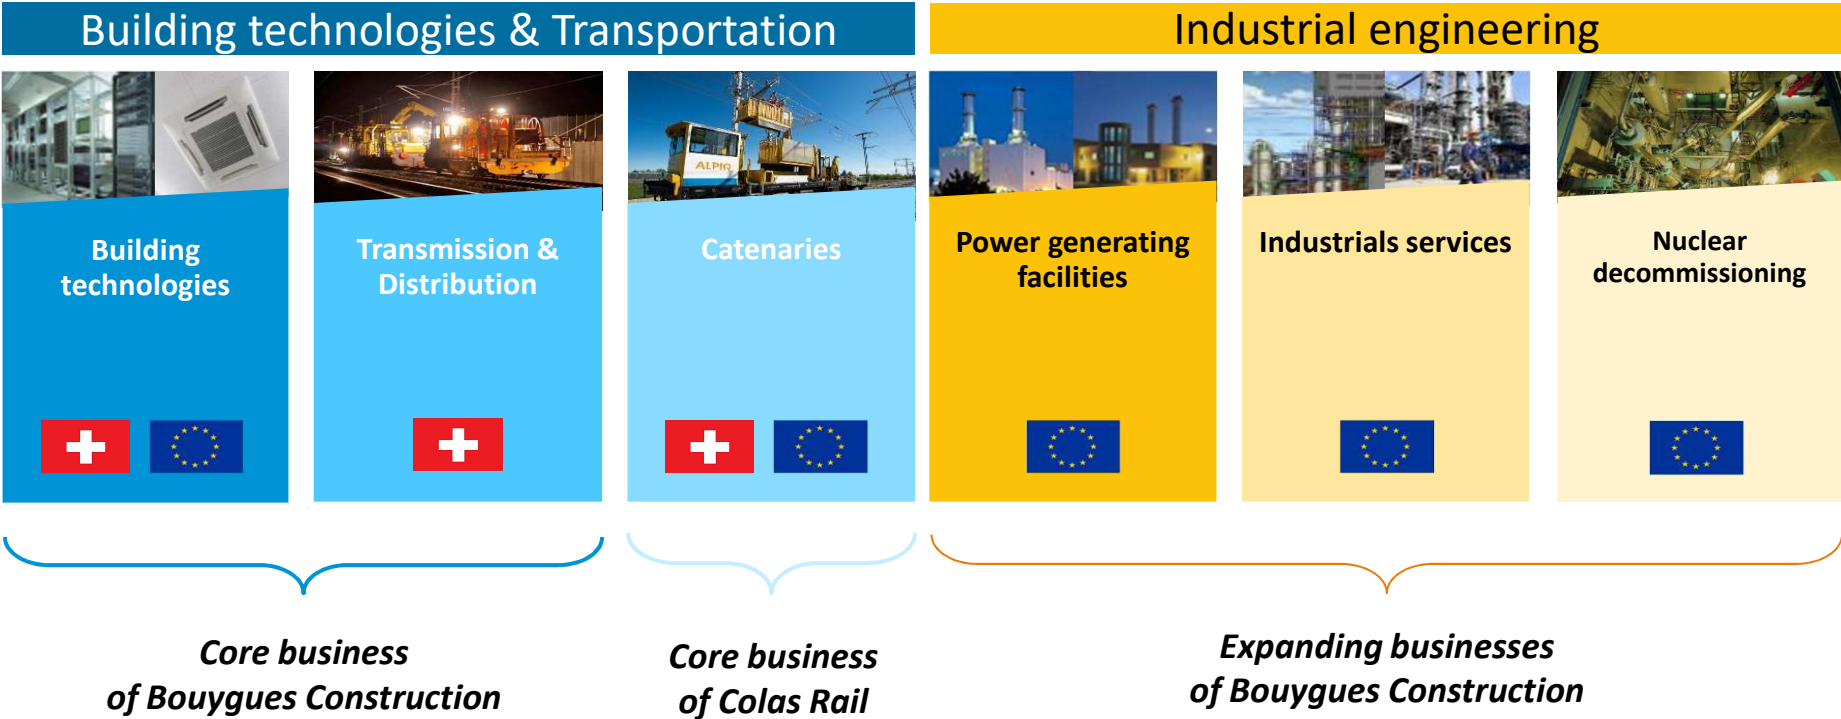 Building technologies & Transportation
Industrial engineering
ALPIQ
Building
technologies
Transmission &
Distribution
Catenaries
Power generating
facilities
Industrials services
Nuclear
decommissioning
Core business
of Bouygues Construction
Core business
of Colas Rail
Expanding businesses
of Bouygues Construction